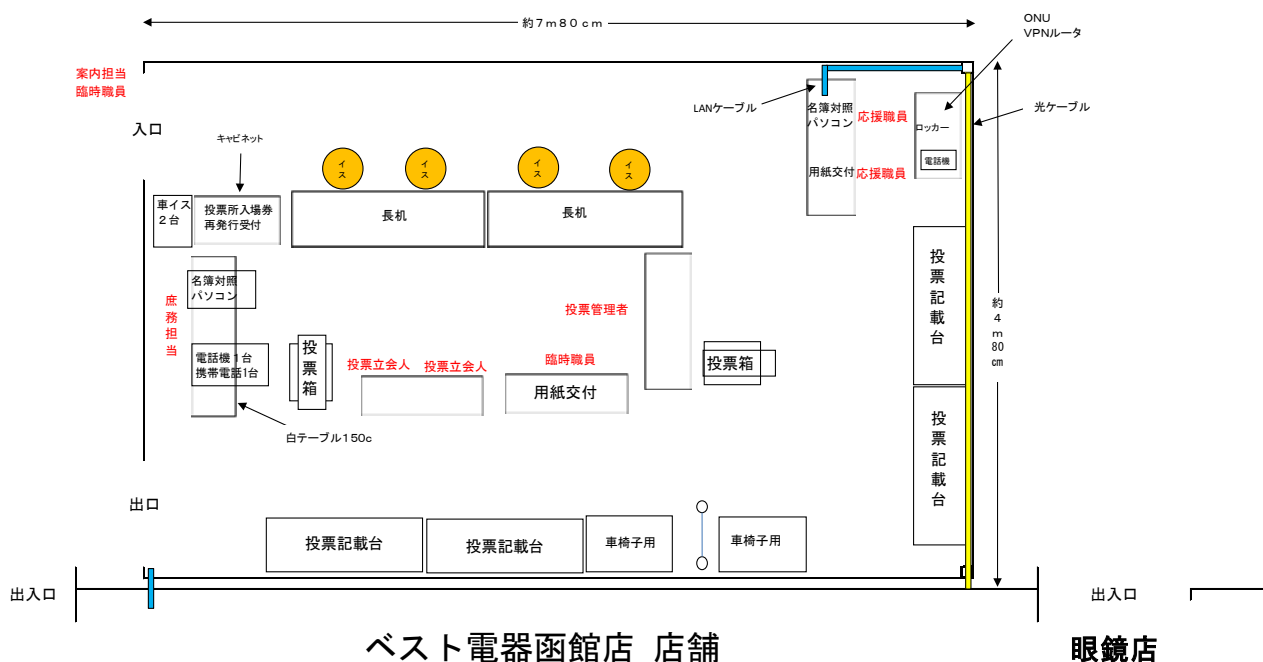 約7m80cm
ONU
VPNルータ
案内担当
臨時職員
LANケーブル
光ケーブル
名簿対照
パソコン
応援職員
ロッカー
入口
キャビネット
イス
イス
イス
イス
電話機
用紙交付
応援職員
車イス
2台
投票所入場券
再発行受付
長机
長机
投票記載台
名簿対照
パソコン
庶務担当
投票管理者
約4m80cm
電話機1台
携帯電話1台
投票箱
投票立会人
投票立会人
臨時職員
投票箱
用紙交付
投票記載台
白テーブル150c
出口
投票記載台
投票記載台
車椅子用
車椅子用
出入口
出入口
ベスト電器函館店 店舗
眼鏡店